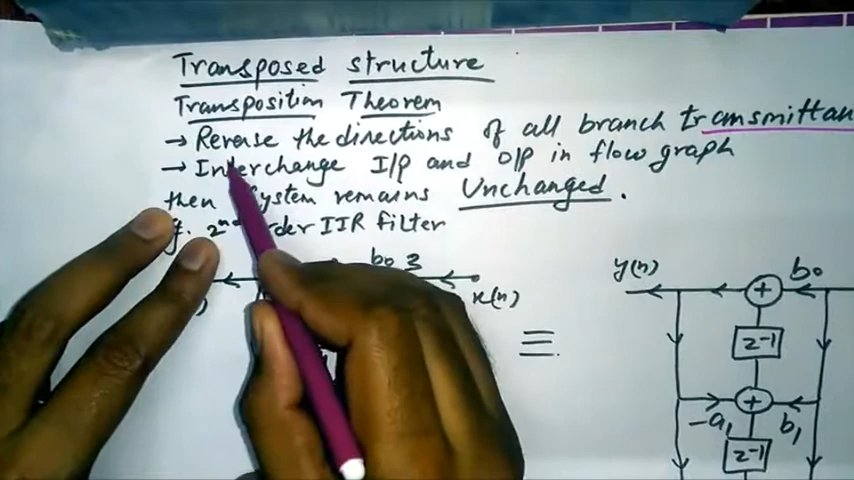 Transposed structure
Transposition Theorem
→ Reverse the directions of all branch transmittan
→ Interchange I/P and O/P in flow graph
then system remains Unchanged.
2nd order IIR filter
b0 3
x(n)
≡
y(n)
+
b0
z-1
+
-a1
b1
z-1